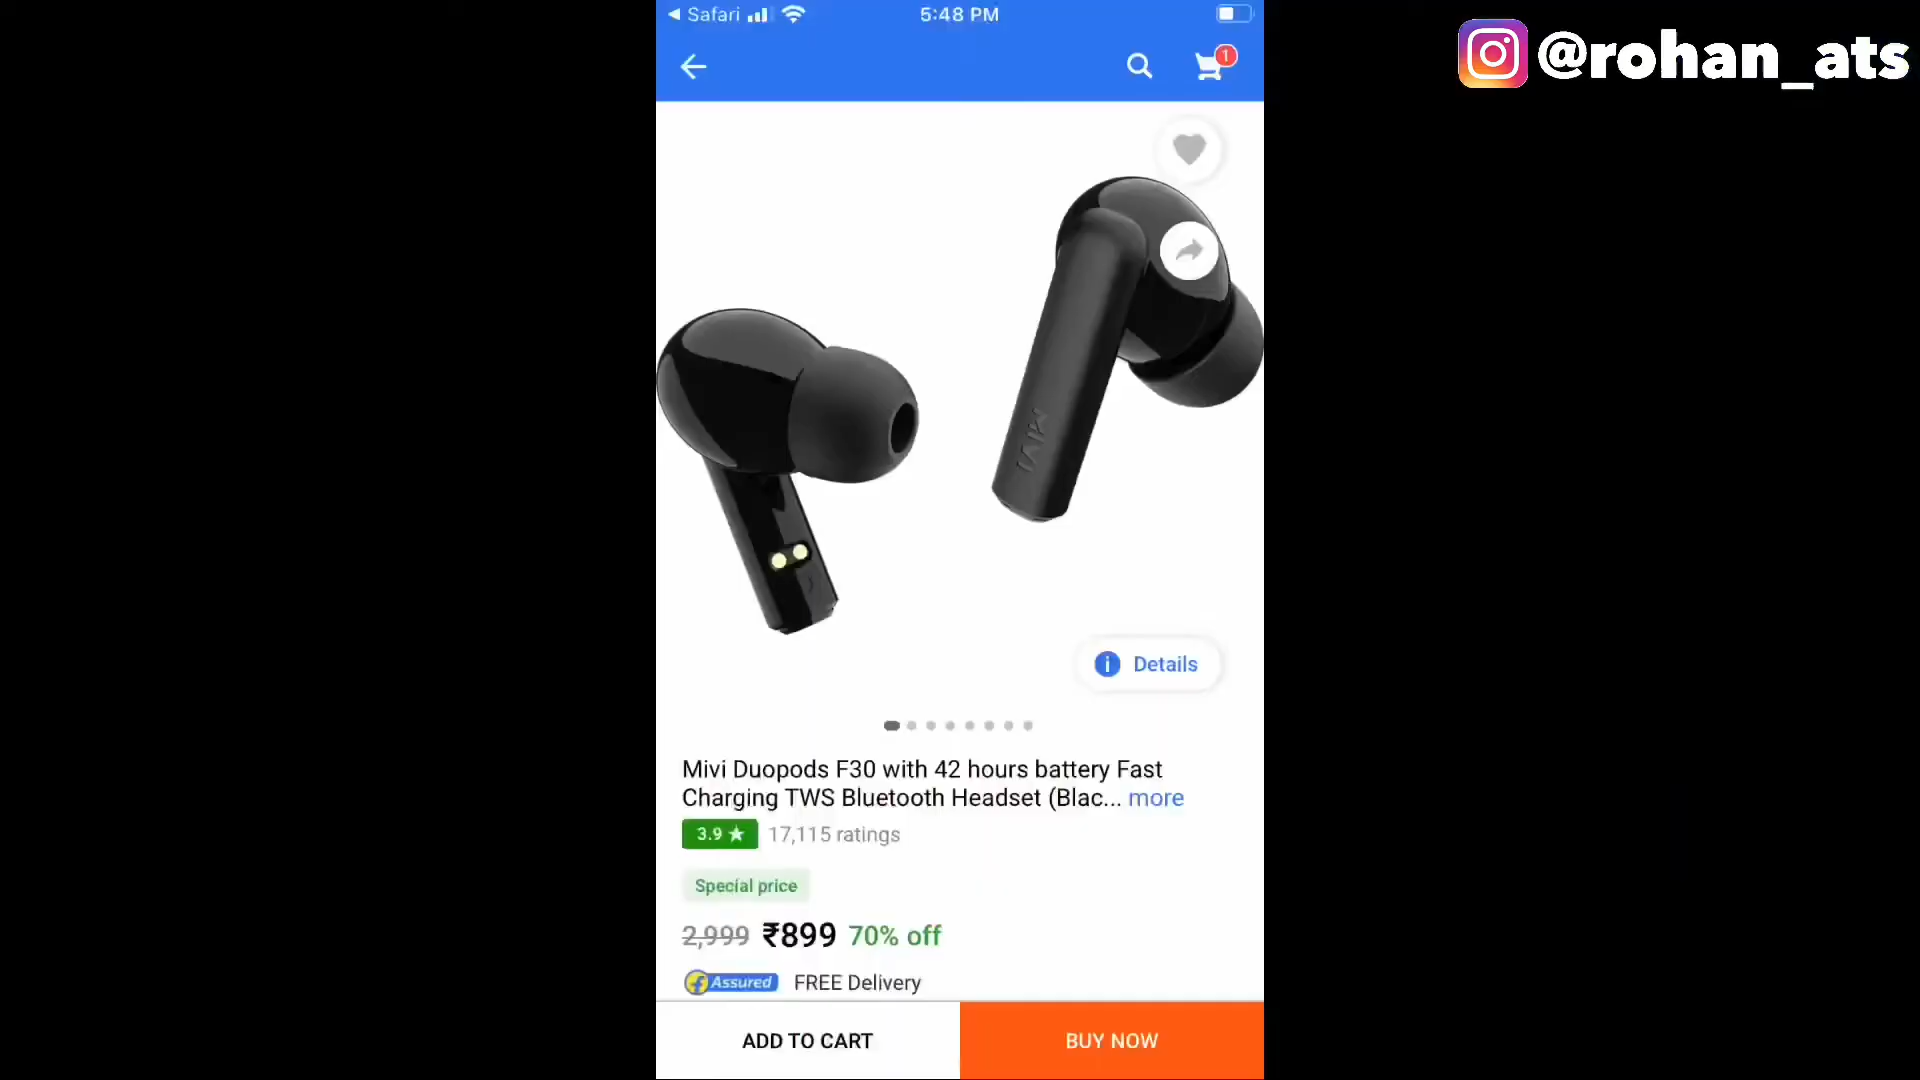 Safari
5:48 PM
1
@rohan_ats
MIVI
Details
Mivi Duopods F30 with 42 hours battery Fast
Charging TWS Bluetooth Headset (Blac... more
3.9 ★ 17,115 ratings
Special price
2,999 ₹899 70% off
Assured FREE Delivery
ADD TO CART
BUY NOW